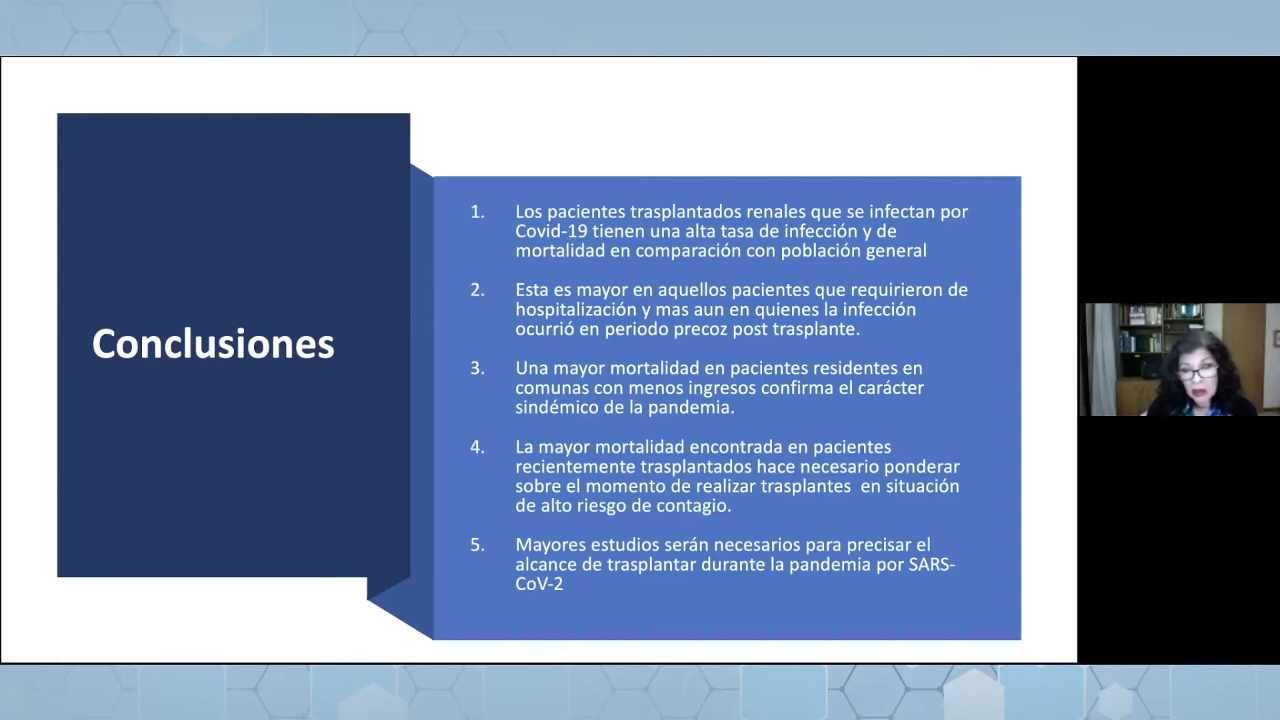 Conclusiones
1. Los pacientes trasplantados renales que se infectan por
Covid-19 tienen una alta tasa de infección y de
mortalidad en comparación con población general
2. Esta es mayor en aquellos pacientes que requirieron de
hospitalización y mas aun en quienes la infección
ocurrió en periodo precoz post trasplante.
3. Una mayor mortalidad en pacientes residentes en
comunas con menos ingresos confirma el carácter
sindémico de la pandemia.
4. La mayor mortalidad encontrada en pacientes
recientemente trasplantados hace necesario ponderar
sobre el momento de realizar trasplantes  en situación
de alto riesgo de contagio.
5. Mayores estudios serán necesarios para precisar el
alcance de trasplantar durante la pandemia por SARS-
CoV-2